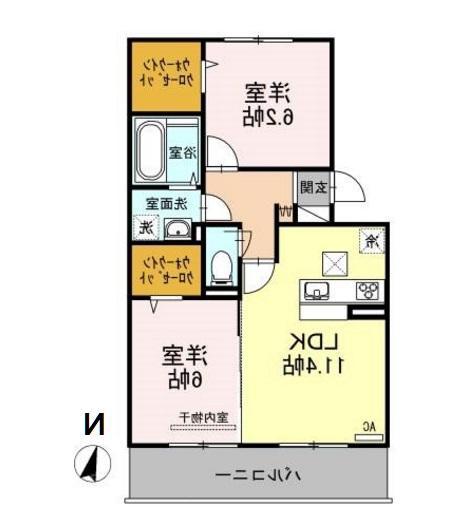 ウォークイン
クローゼット
洋室
6.2帖
浴室
玄関
洗面室
洗
冷
ウォークイン
クローゼット
LDK
11.4帖
洋室
6帖
室内物干
AC
N
バルコニー